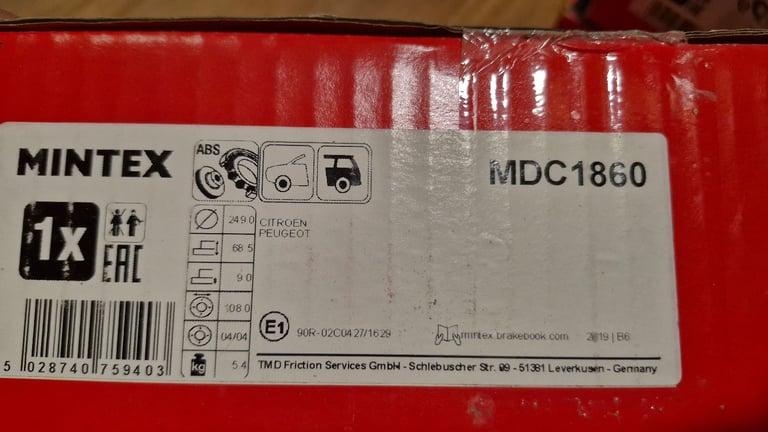 MINTEX
ABS
MDC1860
1x
EAC
249.0
68.5
9.0
108.0
04/04
kg 5.4
CITROËN
PEUGEOT
E1 90R-02C0427/1629
mintex.brakebook.com 2019 | B6
TMD Friction Services GmbH - Schlebuscher Str. 99 - 51381 Leverkusen - Germany
5 028740 759403